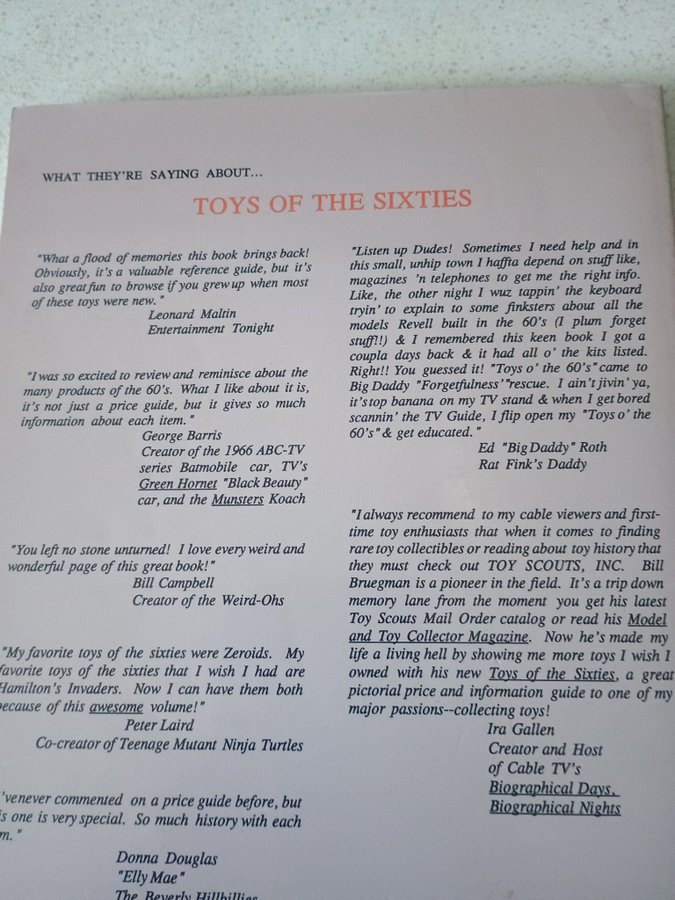 WHAT THEY'RE SAYING ABOUT...
TOYS OF THE SIXTIES
"What a flood of memories this book brings back!
Obviously, it's a valuable reference guide, but it's
also great fun to browse if you grew up when most
of these toys were new."
Leonard Maltin
Entertainment Tonight
"I was so excited to review and reminisce about the
many products of the 60's. What I like about it is,
it's not just a price guide, but it gives so much
information about each item."
George Barris
Creator of the 1966 ABC-TV
series Batmobile car, TV's
Green Hornet "Black Beauty"
car, and the Munsters Koach
"You left no stone unturned! I love every weird and
wonderful page of this great book!"
Bill Campbell
Creator of the Weird-Ohs
"My favorite toys of the sixties were Zeroids. My
favorite toys of the sixties that I wish I had are
Hamilton's Invaders. Now I can have them both
because of this awesome volume!"
Peter Laird
Co-creator of Teenage Mutant Ninja Turtles
've never commented on a price guide before, but
is one is very special. So much history with each
m."
Donna Douglas
"Elly Mae"
The Beverly Hillbillies
"Listen up Dudes! Sometimes I need help and in
this small, unhip town I haffta depend on stuff like,
magazines 'n telephones to get me the right info.
Like, the other night I wuz tappin' the keyboard
tryin' to explain to some finksters about all the
models Revell built in the 60's (I plum forget
stuff!!) & I remembered this keen book I got a
coupla days back & it had all o' the kits listed.
Right!! You guessed it! "Toys o' the 60's" came to
Big Daddy "Forgetfulness'" rescue. I ain't jivin' ya,
it's top banana on my TV stand & when I get bored
scannin' the TV Guide, I flip open my "Toys o' the
60's" & get educated."
Ed "Big Daddy" Roth
Rat Fink's Daddy
"I always recommend to my cable viewers and first-
time toy enthusiasts that when it comes to finding
rare toy collectibles or reading about toy history that
they must check out TOY SCOUTS, INC. Bill
Bruegman is a pioneer in the field. It's a trip down
memory lane from the moment you get his latest
Toy Scouts Mail Order catalog or read his Model
and Toy Collector Magazine. Now he's made my
life a living hell by showing me more toys I wish I
owned with his new Toys of the Sixties, a great
pictorial price and information guide to one of my
major passions--collecting toys!
Ira Gallen
Creator and Host
of Cable TV's
Biographical Days,
Biographical Nights